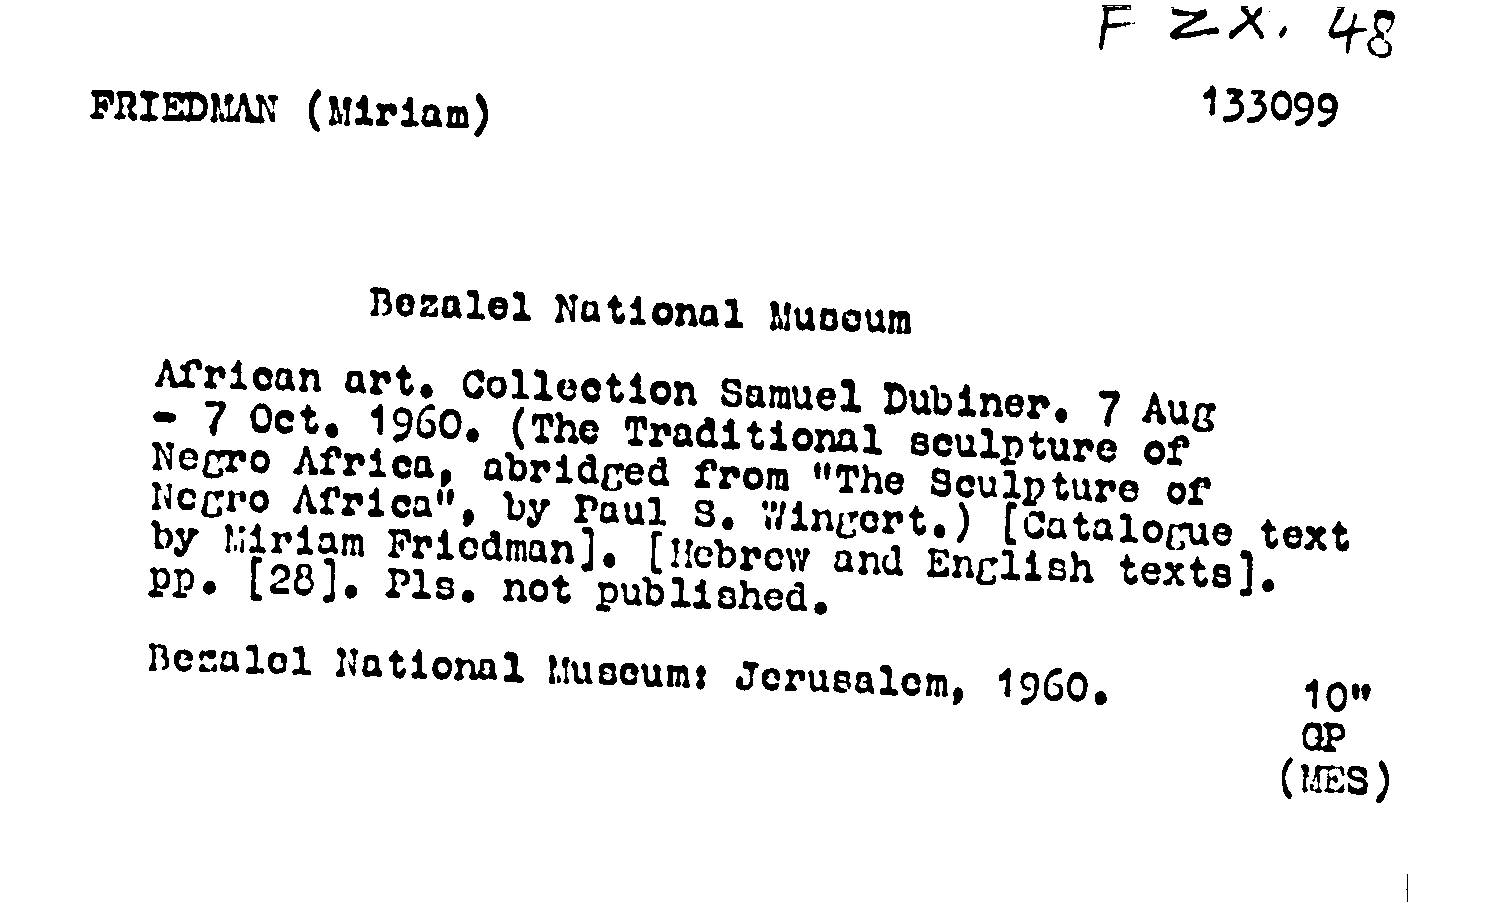 F ZX. 48
FRIEDMAN (Miriam)
133099
Bezalel National Museum
African art. Collection Samuel Dubiner. 7 Aug
- 7 Oct. 1960. (The Traditional sculpture of
Negro Africa, abridged from "The Sculpture of
Negro Africa", by Paul S. Wingert.) [Catalogue text
by Miriam Friedman]. [Hebrew and English texts].
pp. [28]. Pls. not published.
Bezalel National Museum: Jerusalem, 1960.
10"
GP
(MES)